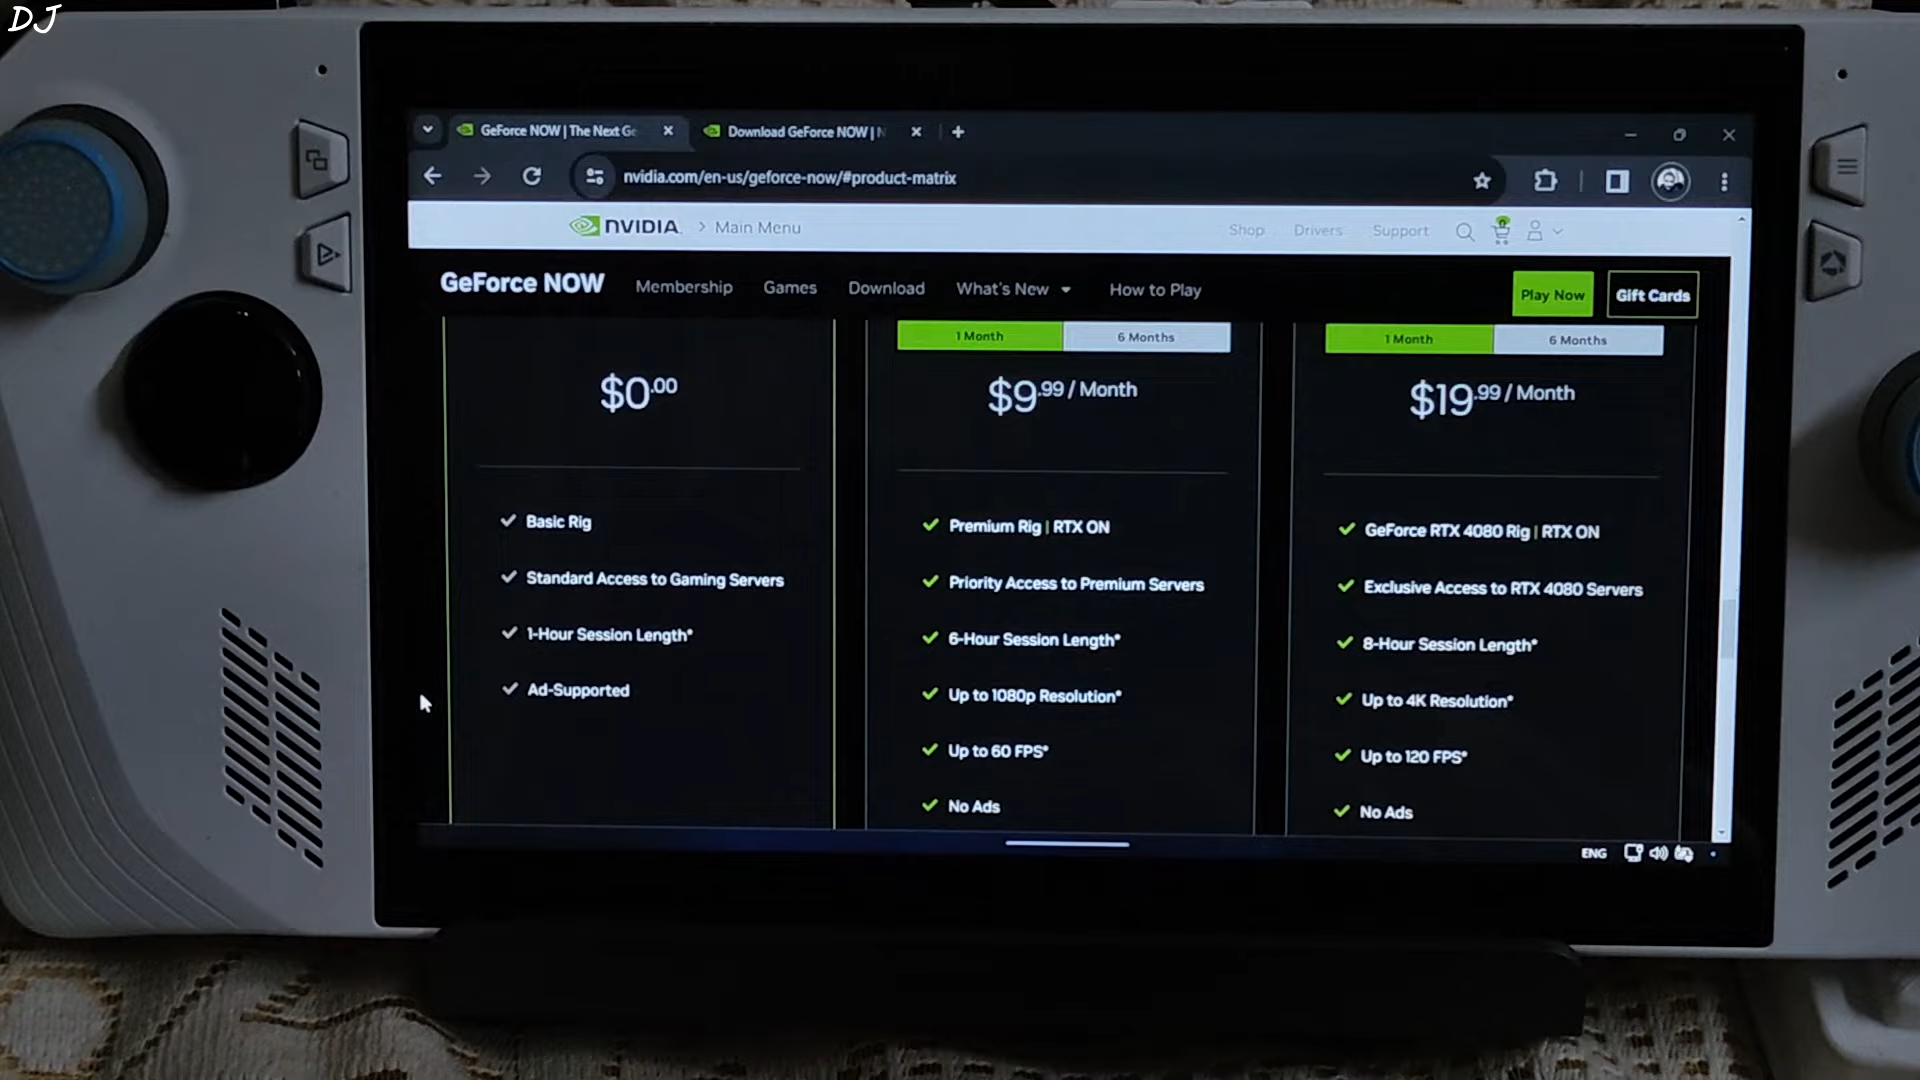 DJ
GeForce NOW | The Next Ge
Download GeForce NOW | N
nvidia.com/en-us/geforce-now/#product-matrix
NVIDIA
Main Menu
Shop
Drivers
Support
GeForce NOW
Membership
Games
Download
What's New
How to Play
Play Now
Gift Cards
$0.00
Basic Rig
Standard Access to Gaming Servers
1-Hour Session Length*
Ad-Supported
1 Month
6 Months
$9.99 / Month
Premium Rig | RTX ON
Priority Access to Premium Servers
6-Hour Session Length*
Up to 1080p Resolution*
Up to 60 FPS*
No Ads
1 Month
6 Months
$19.99 / Month
GeForce RTX 4080 Rig | RTX ON
Exclusive Access to RTX 4080 Servers
8-Hour Session Length*
Up to 4K Resolution*
Up to 120 FPS*
No Ads
ENG